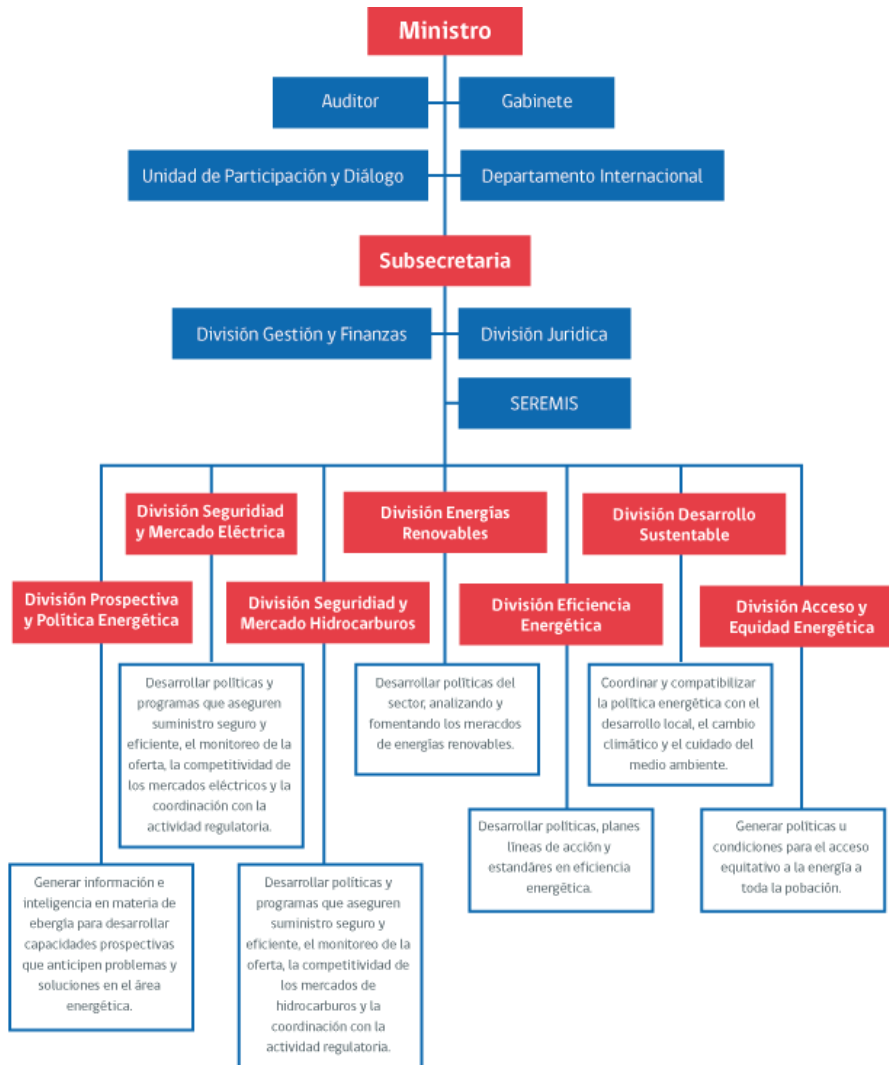 Ministro
Auditor
Gabinete
Unidad de Participación y Diálogo
Departamento Internacional
Subsecretaria
División Gestión y Finanzas
División Juridica
SEREMIS
División Seguridiad
y Mercado Eléctrica
División Energías
Renovables
División Desarrollo
Sustentable
División Prospectiva
y Política Energética
División Seguridiad y
Mercado Hidrocarburos
División Eficiencia
Energética
División Acceso y
Equidad Energética
Desarrollar políticas y
programas que aseguren
suministro seguro y
eficiente, el monitoreo de la
oferta, la competitividad de
los mercados eléctricos y la
coordinación con la
actividad regulatoria.
Desarrollar políticas del
sector, analizando y
fomentando los meracdos
de energías renovables.
Coordinar y compatibilizar
la política energética con el
desarrollo local, el cambio
climático y el cuidado del
medio ambiente.
Generar información e
inteligencia en materia de
ebergía para desarrollar
capacidades prospectivas
que anticipen problemas y
soluciones en el área
energética.
Desarrollar políticas y
programas que aseguren
suministro seguro y
eficiente, el monitoreo de la
oferta, la competitividad de
los mercados de
hidrocarburos y la
coordinación con la
actividad regulatoria.
Desarrollar políticas, planes
líneas de acción y
estandáres en eficiencia
energética.
Generar políticas u
condiciones para el acceso
equitativo a la energía a
toda la pobación.